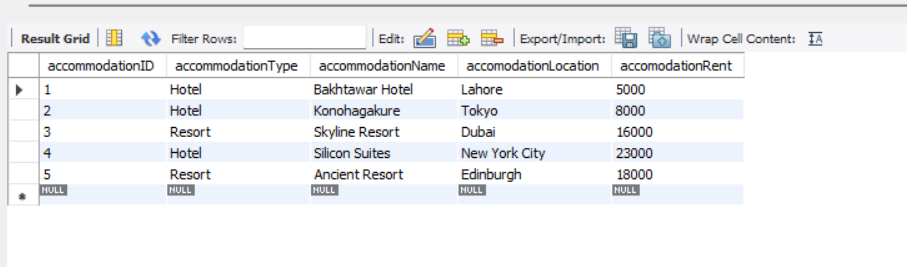 Result Grid Filter Rows: Edit: Export/Import: Wrap Cell Content: IA
accommodationID accommodationType accommodationName accomodationLocation accomodationRent
1 Hotel Bakhtawar Hotel Lahore 5000
2 Hotel Konohagakure Tokyo 8000
3 Resort Skyline Resort Dubai 16000
4 Hotel Silicon Suites New York City 23000
5 Resort Ancient Resort Edinburgh 18000
NULL NULL NULL NULL NULL